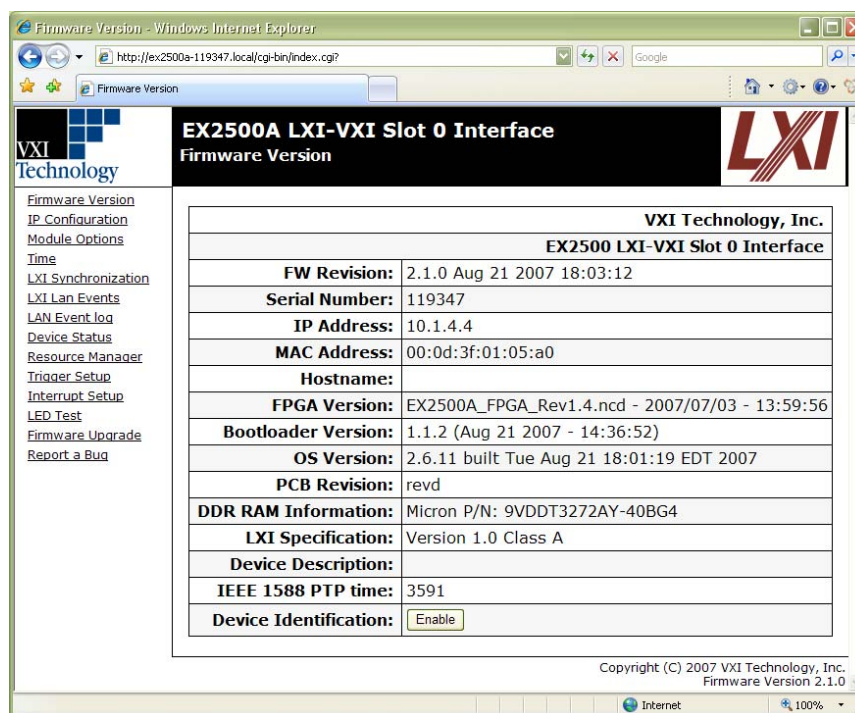 Firmware Version - Windows Internet Explorer
http://ex2500a-119347.local/cgi-bin/index.cgi?
Google
Firmware Version
VXI
Technology
EX2500A LXI-VXI Slot 0 Interface
Firmware Version
LXI
Firmware Version
IP Configuration
Module Options
Time
LXI Synchronization
LXI Lan Events
LAN Event log
Device Status
Resource Manager
Trigger Setup
Interrupt Setup
LED Test
Firmware Upgrade
Report a Bug
VXI Technology, Inc.
EX2500 LXI-VXI Slot 0 Interface
FW Revision: 2.1.0 Aug 21 2007 18:03:12
Serial Number: 119347
IP Address: 10.1.4.4
MAC Address: 00:0d:3f:01:05:a0
Hostname:
FPGA Version: EX2500A_FPGA_Rev1.4.ncd - 2007/07/03 - 13:59:56
Bootloader Version: 1.1.2 (Aug 21 2007 - 14:36:52)
OS Version: 2.6.11 built Tue Aug 21 18:01:19 EDT 2007
PCB Revision: revd
DDR RAM Information: Micron P/N: 9VDDT3272AY-40BG4
LXI Specification: Version 1.0 Class A
Device Description:
IEEE 1588 PTP time: 3591
Device Identification: Enable
Copyright (C) 2007 VXI Technology, Inc.
Firmware Version 2.1.0
Internet
100%